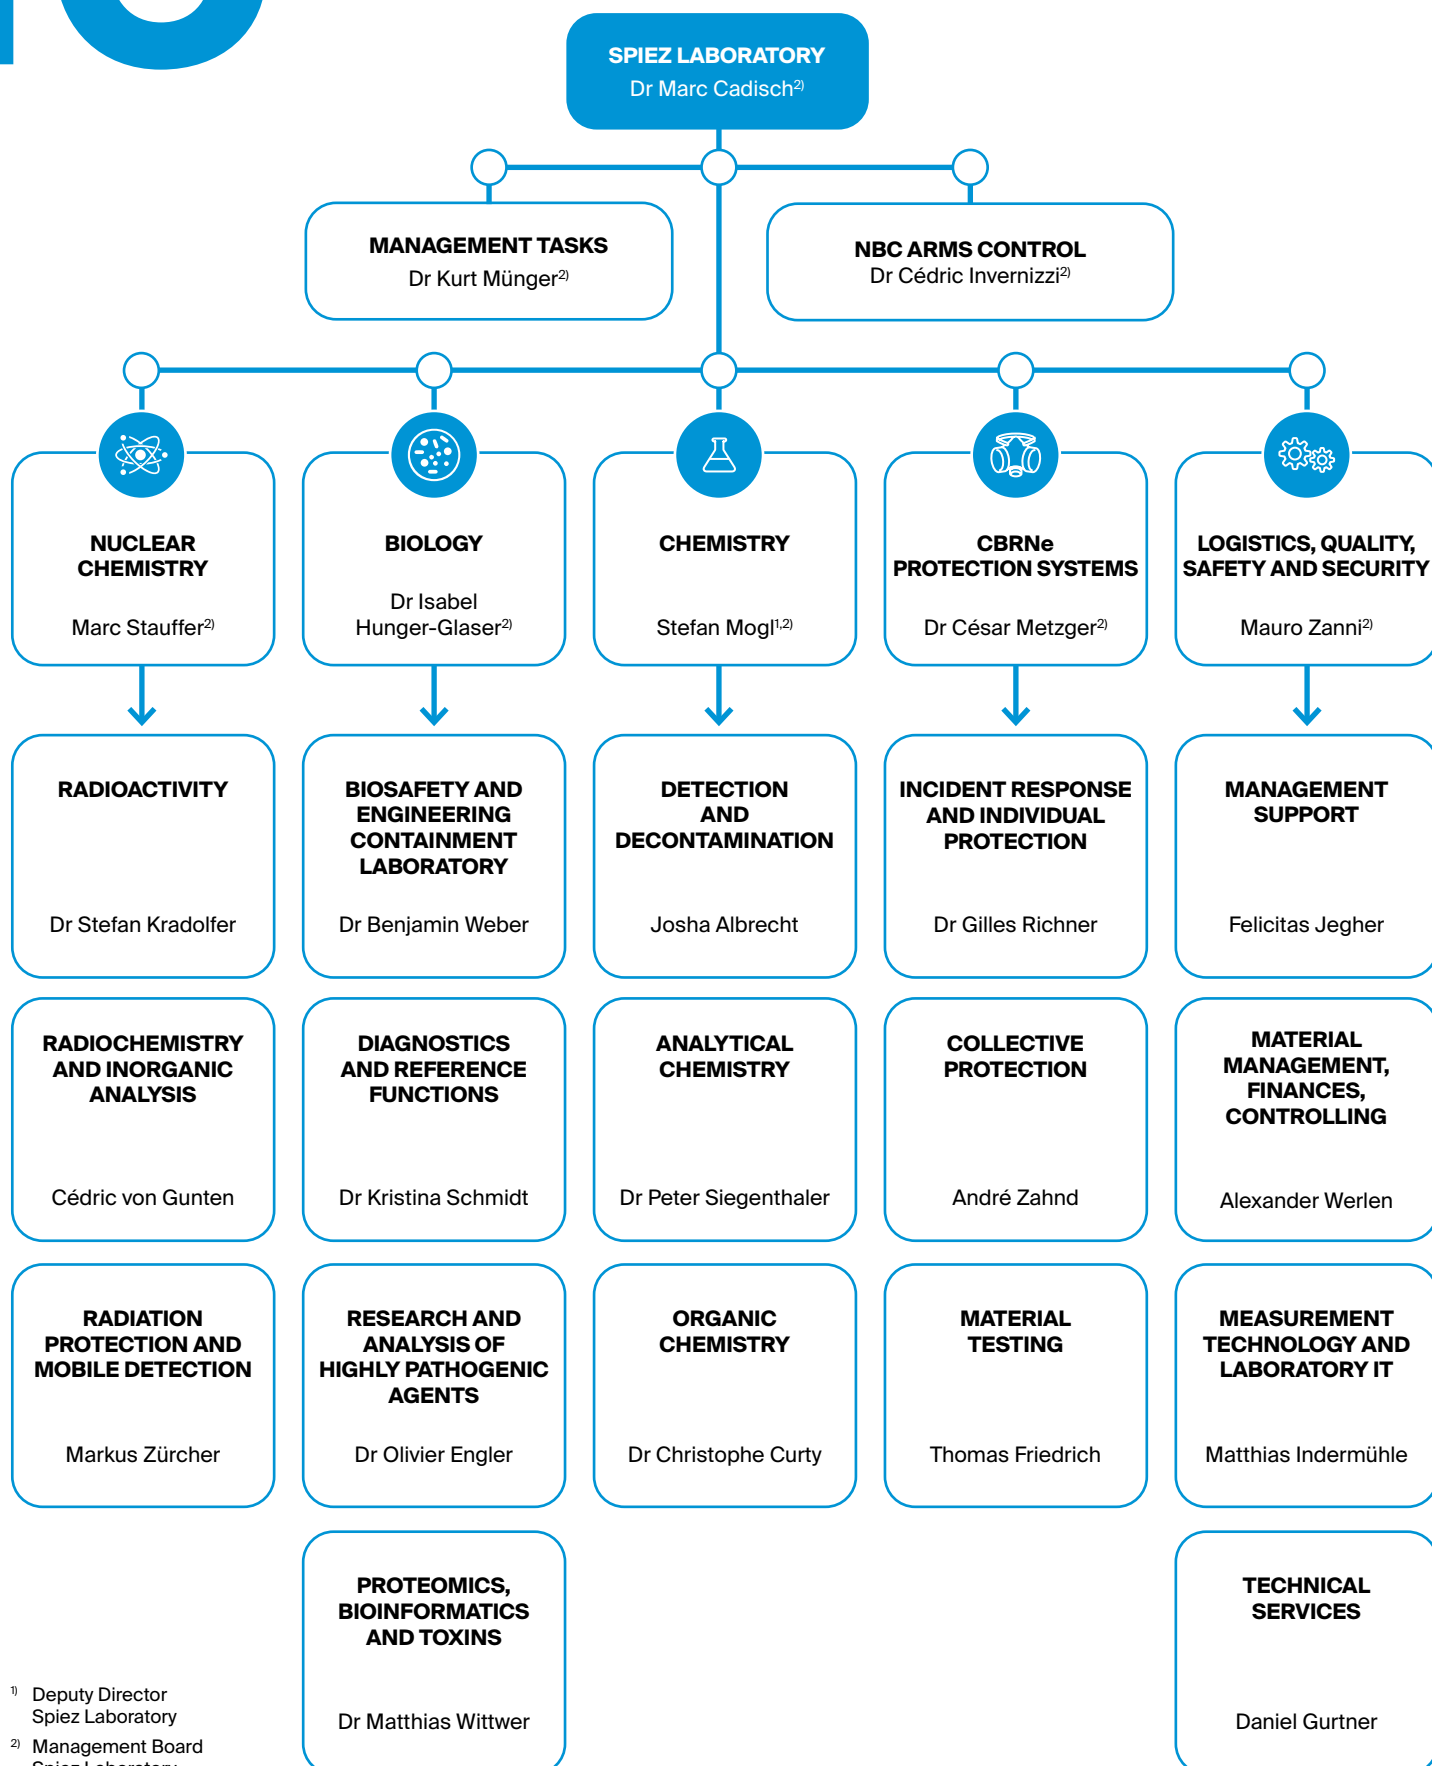 SPIEZ LABORATORY
Dr Marc Cadisch2)
MANAGEMENT TASKS
Dr Kurt Münger2)
NBC ARMS CONTROL
Dr Cédric Invernizzi2)
NUCLEAR
CHEMISTRY
Marc Stauffer2)
BIOLOGY
Dr Isabel
Hunger-Glaser2)
CHEMISTRY
Stefan Mogl1,2)
CBRNe
PROTECTION SYSTEMS
Dr César Metzger2)
LOGISTICS, QUALITY,
SAFETY AND SECURITY
Mauro Zanni2)
RADIOACTIVITY
Dr Stefan Kradolfer
BIOSAFETY AND
ENGINEERING
CONTAINMENT
LABORATORY
Dr Benjamin Weber
DETECTION
AND
DECONTAMINATION
Josha Albrecht
INCIDENT RESPONSE
AND INDIVIDUAL
PROTECTION
Dr Gilles Richner
MANAGEMENT
SUPPORT
Felicitas Jegher
RADIOCHEMISTRY
AND INORGANIC
ANALYSIS
Cédric von Gunten
DIAGNOSTICS
AND REFERENCE
FUNCTIONS
Dr Kristina Schmidt
ANALYTICAL
CHEMISTRY
Dr Peter Siegenthaler
COLLECTIVE
PROTECTION
André Zahnd
MATERIAL
MANAGEMENT,
FINANCES,
CONTROLLING
Alexander Werlen
RADIATION
PROTECTION AND
MOBILE DETECTION
Markus Zürcher
RESEARCH AND
ANALYSIS OF
HIGHLY PATHOGENIC
AGENTS
Dr Olivier Engler
ORGANIC
CHEMISTRY
Dr Christophe Curty
MATERIAL
TESTING
Thomas Friedrich
MEASUREMENT
TECHNOLOGY AND
LABORATORY IT
Matthias Indermühle
PROTEOMICS,
BIOINFORMATICS
AND TOXINS
Dr Matthias Wittwer
TECHNICAL
SERVICES
Daniel Gurtner
1) Deputy Director
Spiez Laboratory
2) Management Board
Spiez Laboratory